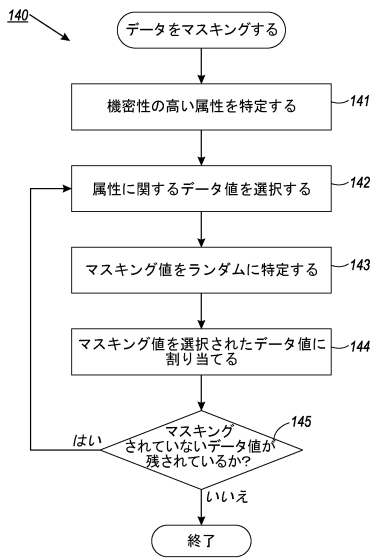 140
データをマスキングする
機密性の高い属性を特定する
141
属性に関するデータ値を選択する
142
マスキング値をランダムに特定する
143
マスキング値を選択されたデータ値に
割り当てる
144
マスキング
されていないデータ値が
残されているか?
145
はい
いいえ
終了